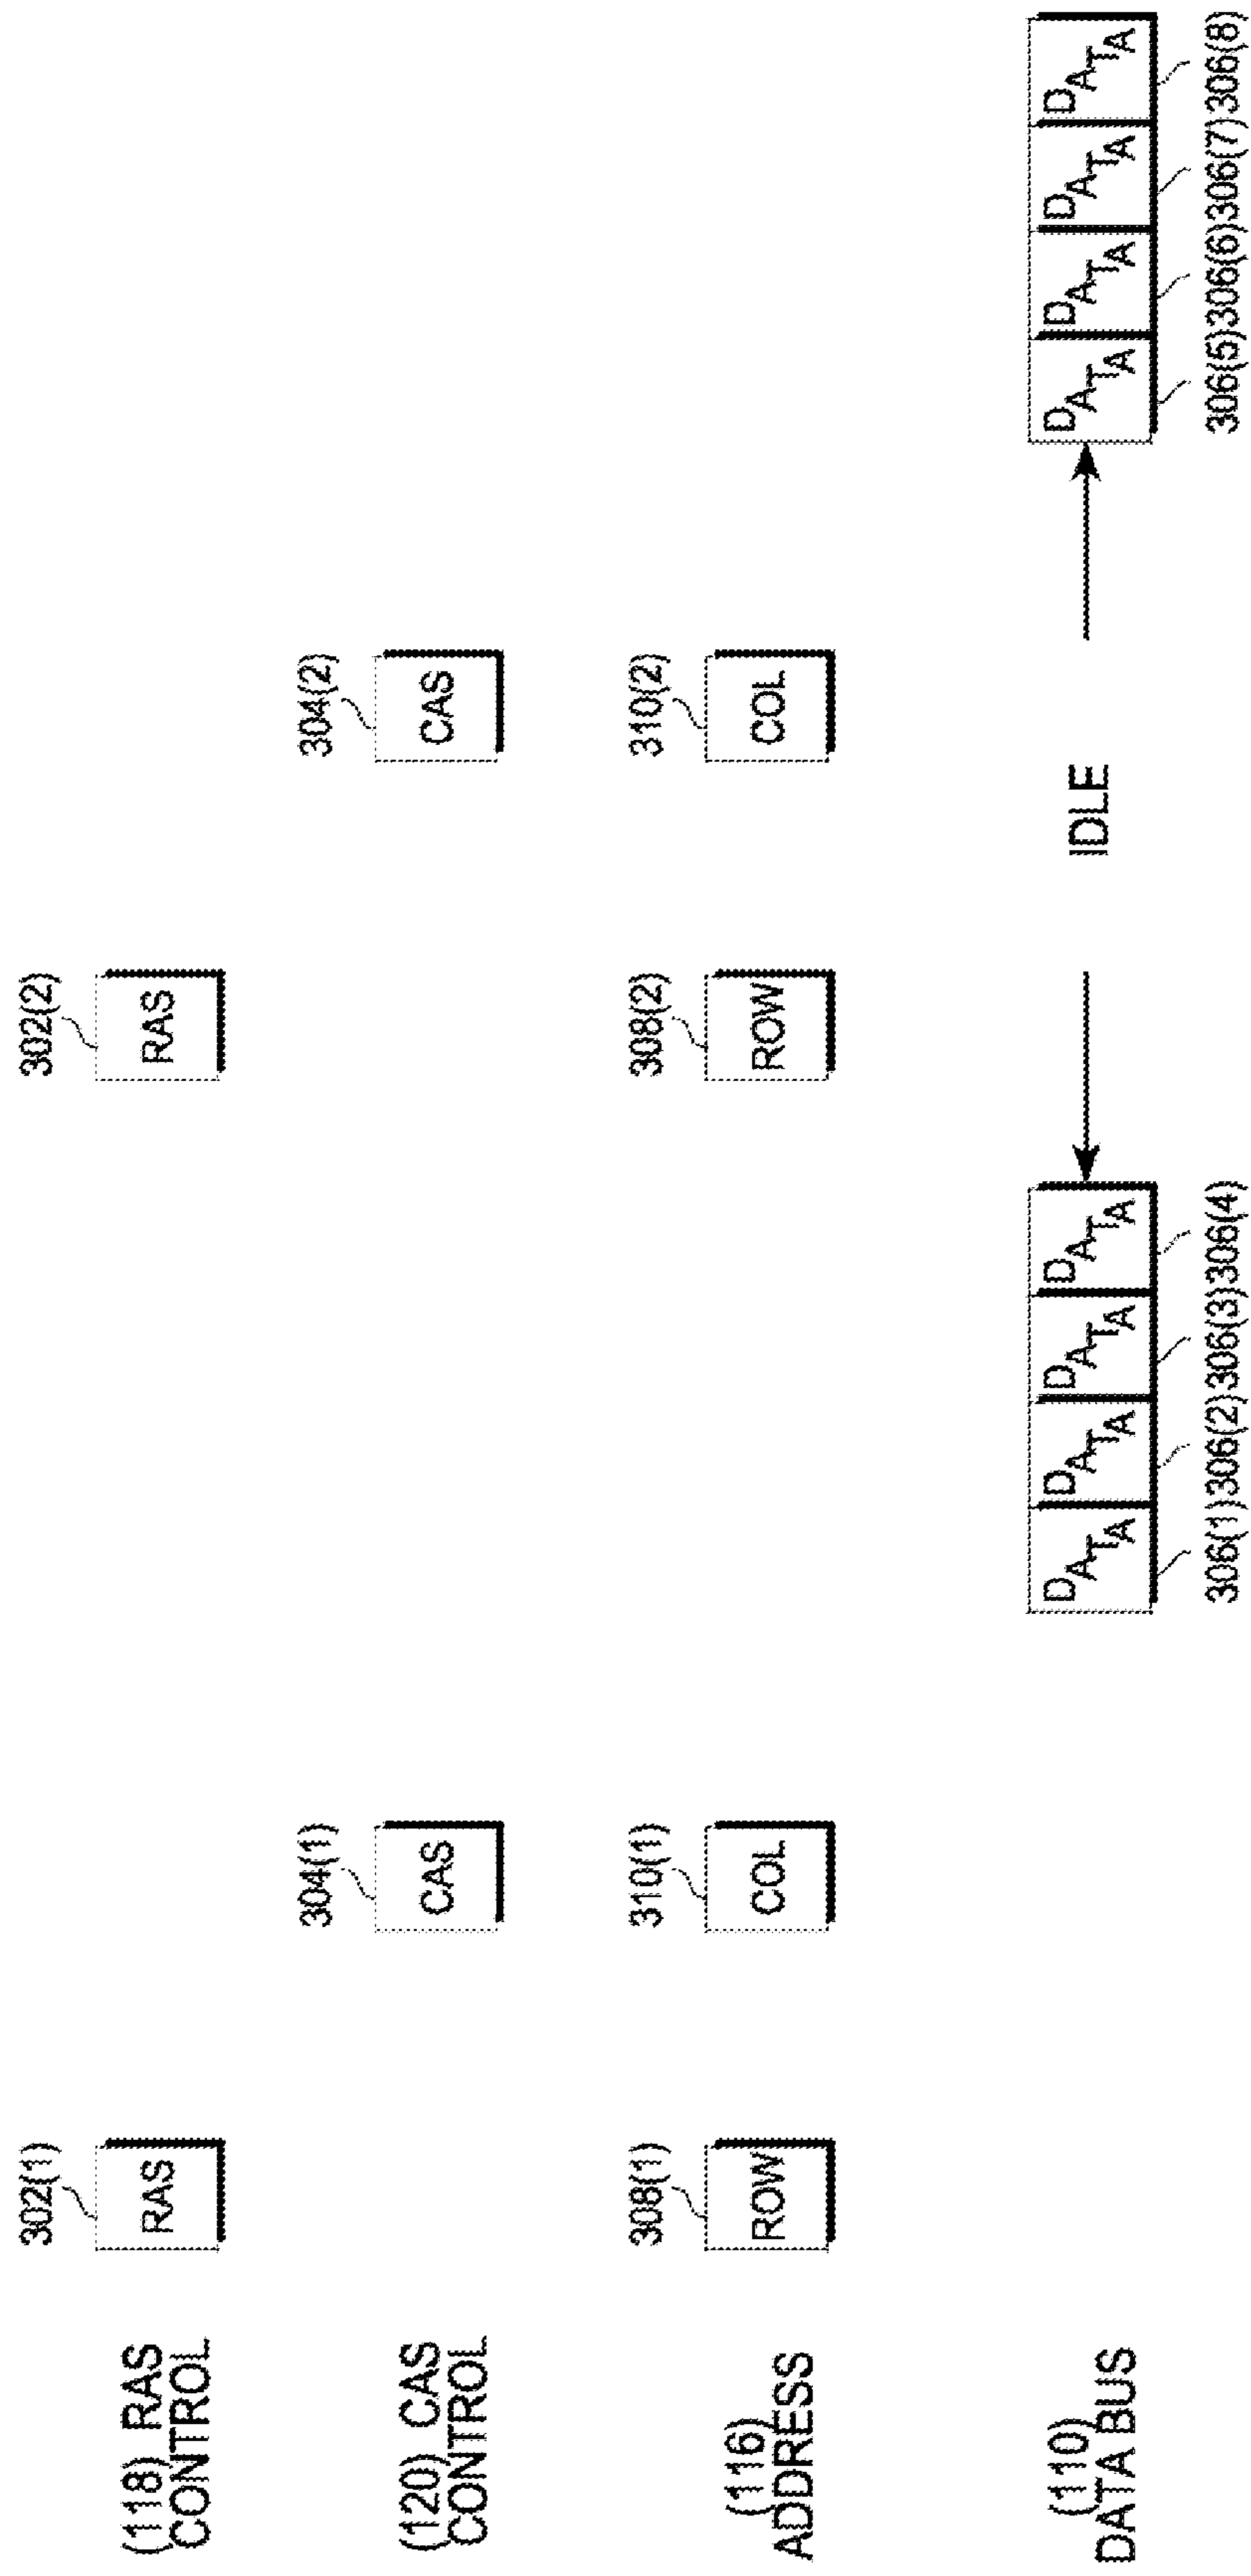 302(1)
302(2)
(118) RAS
CONTROL
RAS
RAS
304(1)
304(2)
(120) CAS
CONTROL
CAS
CAS
308(1)
310(1)
308(2)
310(2)
(116)
ADDRESS
ROW
COL
ROW
COL
(110)
DATA BUS
DATA
DATA
DATA
DATA
IDLE
DATA
DATA
DATA
DATA
306(1) 306(2) 306(3) 306(4)
306(5) 306(6) 306(7) 306(8)